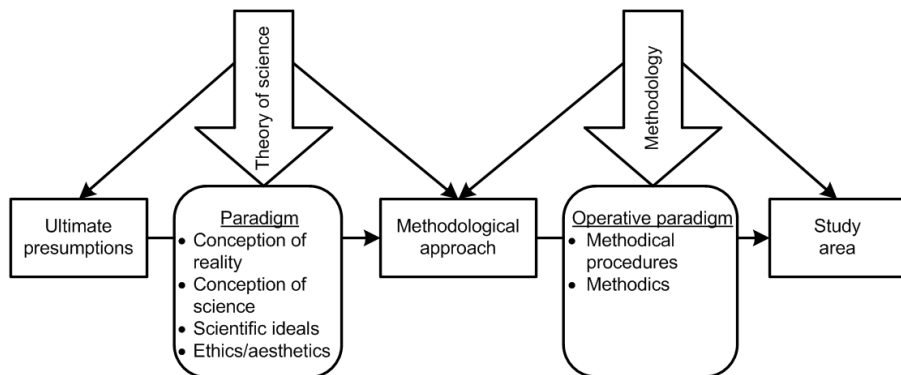 Theory of science
Methodology
Ultimate
presumptions
Paradigm
• Conception of
reality
• Conception of
science
• Scientific ideals
• Ethics/aesthetics
Methodological
approach
Operative paradigm
• Methodical
procedures
• Methodics
Study
area